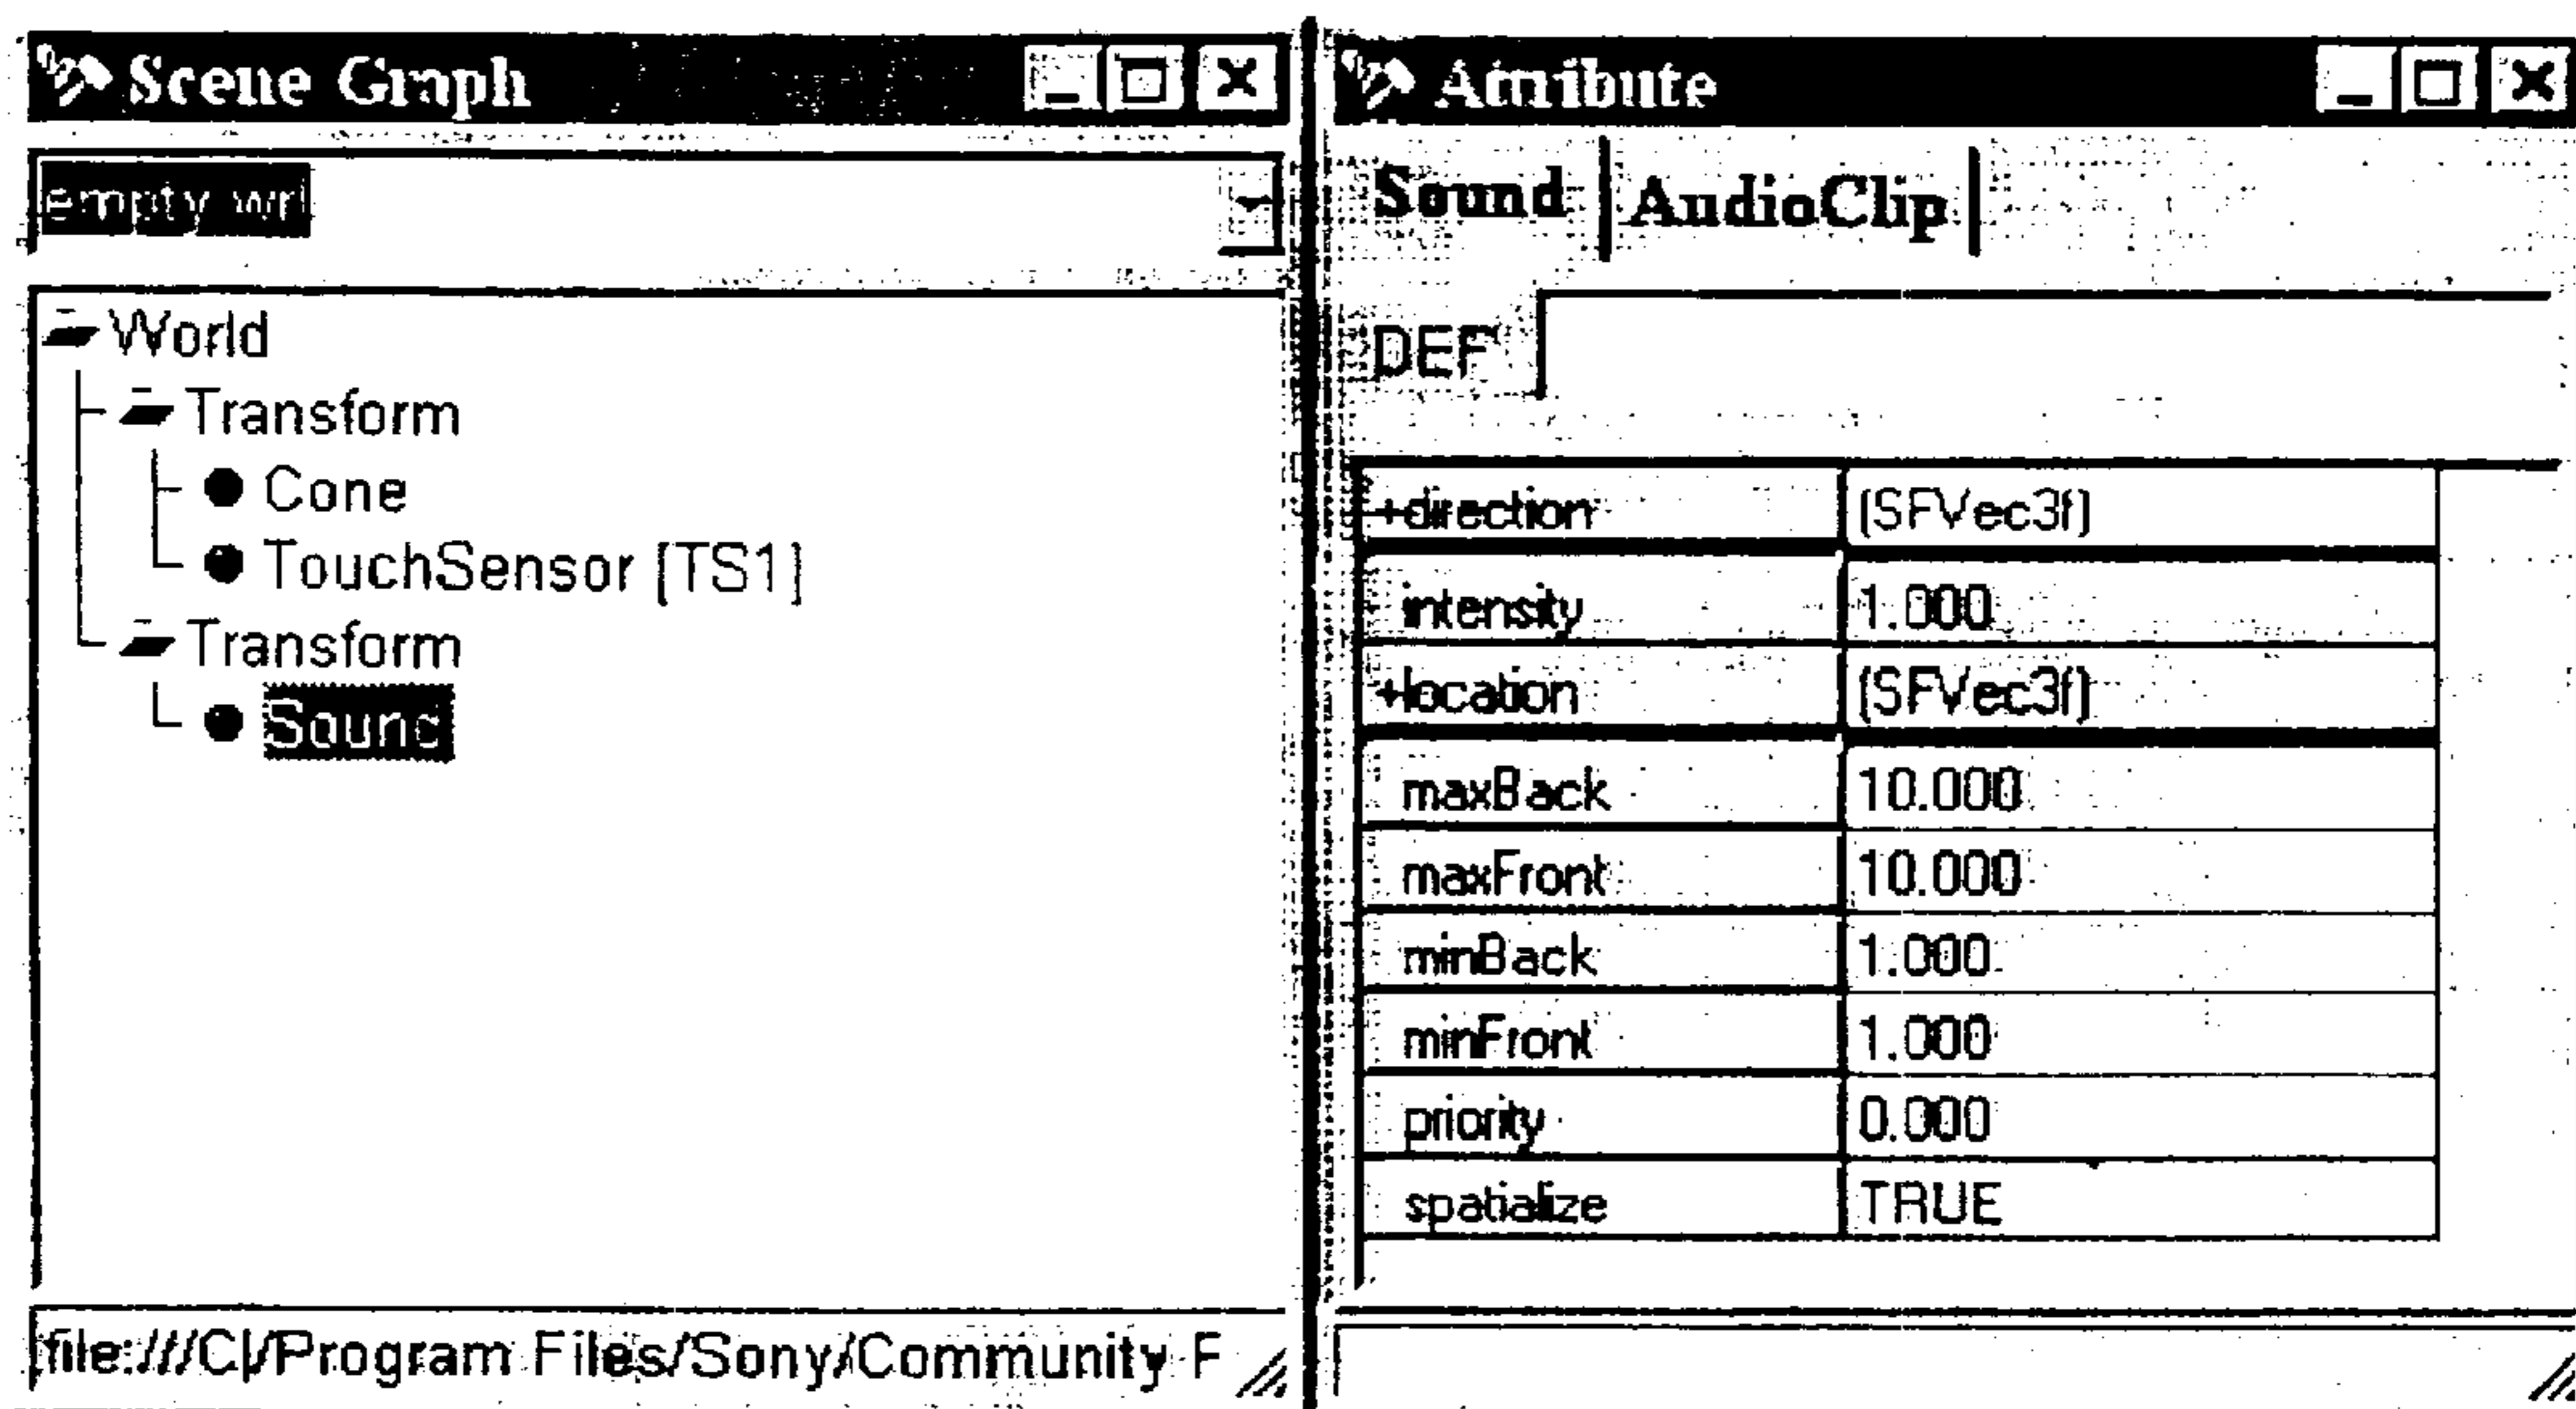 Scene Graph
empty.wrl
World
Transform
Cone
TouchSensor [TS1]
Transform
Sound
file:///C|/Program Files/Sony/Community F
Attribute
Sound AudioClip
DEF
+direction (SFVec3f)
intensity 1.000
+location (SFVec3f)
maxBack 10.000
maxFront 10.000
minBack 1.000
minFront 1.000
priority 0.000
spatialize TRUE